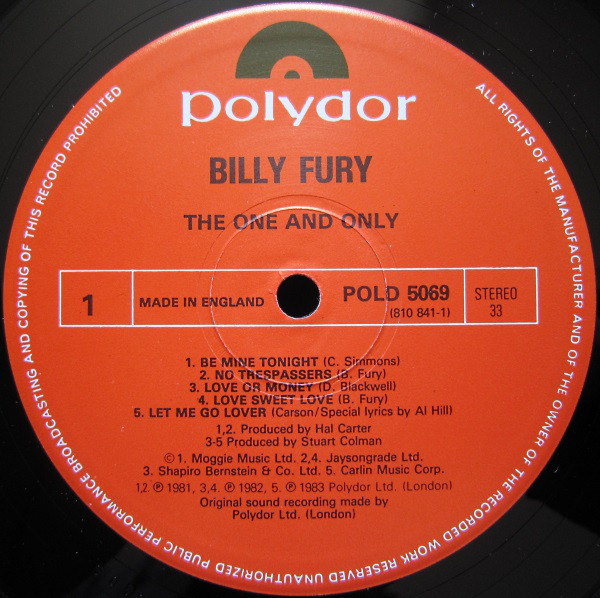 polydor
BILLY FURY
THE ONE AND ONLY
1
MADE IN ENGLAND
POLD 5069
(810 841-1)
STEREO
33
1. BE MINE TONIGHT (C. Simmons)
2. NO TRESPASSERS (B. Fury)
3. LOVE OR MONEY (D. Blackwell)
4. LOVE SWEET LOVE (B. Fury)
5. LET ME GO LOVER (Carson/Special lyrics by Al Hill)
1,2. Produced by Hal Carter
3-5 Produced by Stuart Colman
© 1. Moggie Music Ltd. 2,4. Jaysongrade Ltd.
3. Shapiro Bernstein & Co. Ltd. 5. Carlin Music Corp.
1,2. ℗ 1981, 3,4. ℗ 1982, 5. ℗ 1983 Polydor Ltd. (London)
Original sound recording made by
Polydor Ltd. (London)
ALL RIGHTS OF THE MANUFACTURER AND OF THE OWNER OF THE RECORDED WORK RESERVED UNAUTHORIZED PUBLIC PERFORMANCE BROADCASTING AND COPYING OF THIS RECORD PROHIBITED